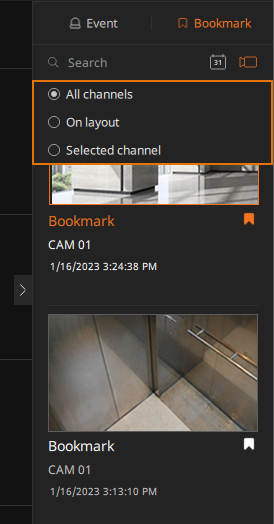 Event Bookmark
Search 31
All channels
On layout
Selected channel
Bookmark
CAM 01
1/16/2023 3:24:38 PM
Bookmark
CAM 01
1/16/2023 3:13:10 PM